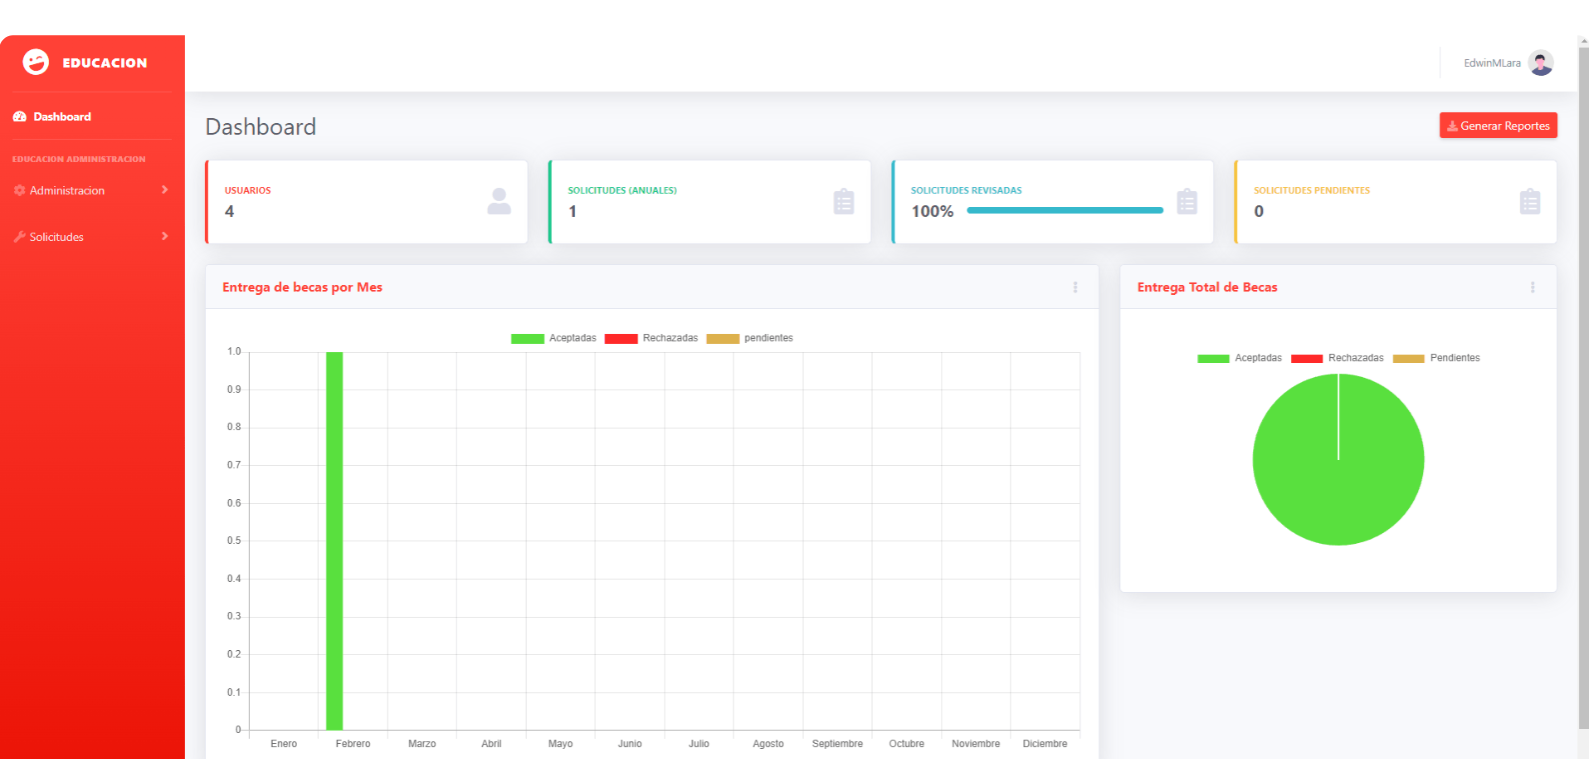 EDUCACION
EdwinMLara
Dashboard
EDUCACION ADMINISTRACION
Administracion
Solicitudes
Dashboard
Generar Reportes
USUARIOS
4
SOLICITUDES (ANUALES)
1
SOLICITUDES REVISADAS
100%
SOLICITUDES PENDIENTES
0
Entrega de becas por Mes
Aceptadas Rechazadas pendientes
1.0
0.9
0.8
0.7
0.6
0.5
0.4
0.3
0.2
0.1
0
Enero Febrero Marzo Abril Mayo Junio Julio Agosto Septiembre Octubre Noviembre Diciembre
Entrega Total de Becas
Aceptadas Rechazadas Pendientes